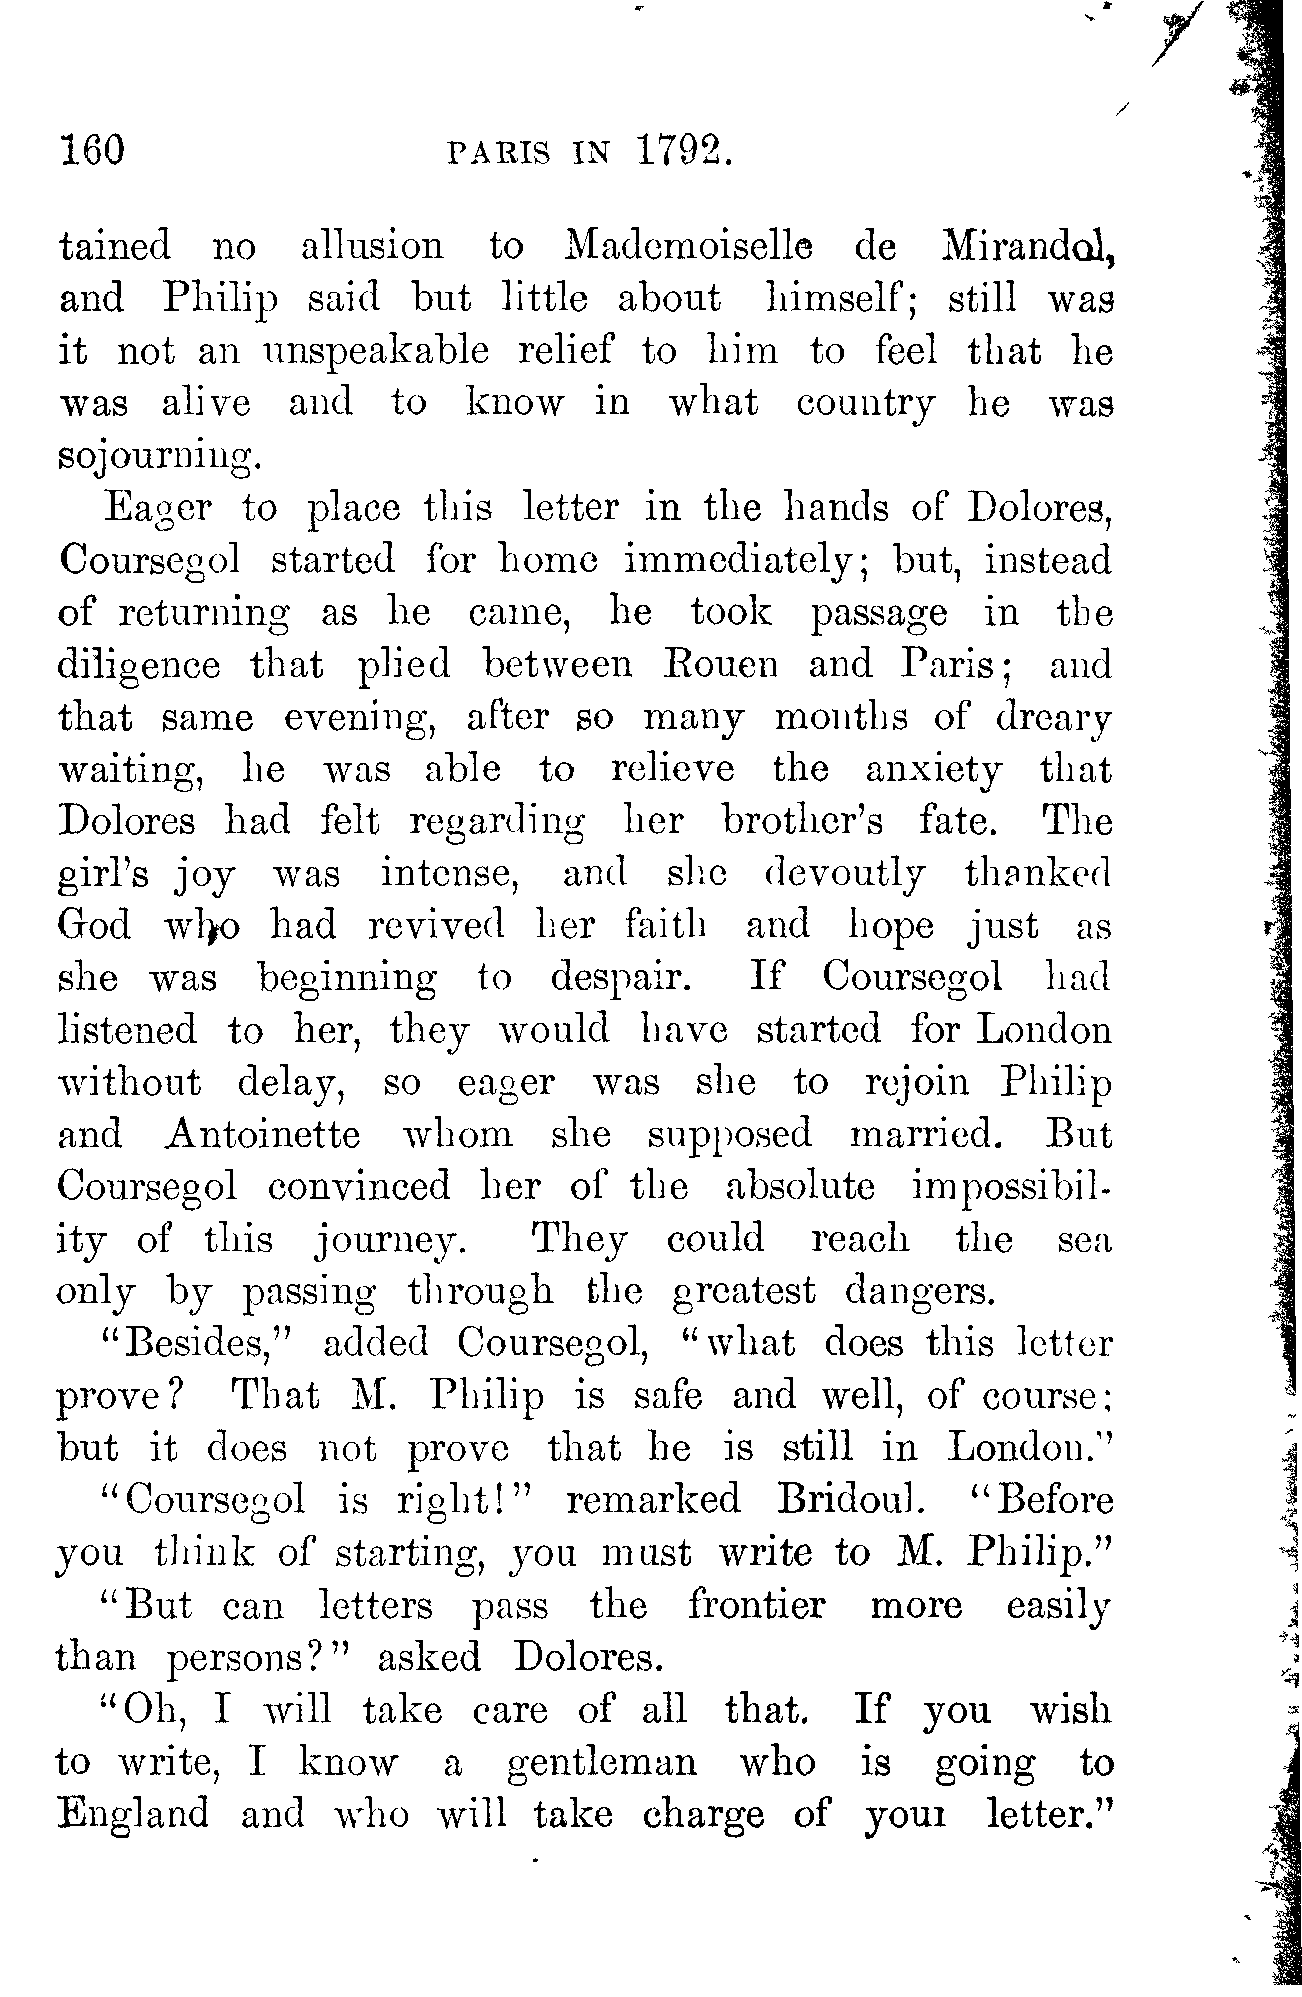 160 PARIS IN 1792.
tained no allusion to Mademoiselle de Mirandol,
and Philip said but little about himself; still was
it not an unspeakable relief to him to feel that he
was alive and to know in what country he was
sojourning.
Eager to place this letter in the hands of Dolores,
Coursegol started for home immediately; but, instead
of returning as he came, he took passage in the
diligence that plied between Rouen and Paris; and
that same evening, after so many months of dreary
waiting, he was able to relieve the anxiety that
Dolores had felt regarding her brother's fate. The
girl's joy was intense, and she devoutly thanked
God who had revived her faith and hope just as
she was beginning to despair. If Coursegol had
listened to her, they would have started for London
without delay, so eager was she to rejoin Philip
and Antoinette whom she supposed married. But
Coursegol convinced her of the absolute impossibil-
ity of this journey. They could reach the sea
only by passing through the greatest dangers.
"Besides," added Coursegol, "what does this letter
prove? That M. Philip is safe and well, of course;
but it does not prove that he is still in London."
"Coursegol is right!" remarked Bridoul. "Before
you think of starting, you must write to M. Philip."
"But can letters pass the frontier more easily
than persons?" asked Dolores.
"Oh, I will take care of all that. If you wish
to write, I know a gentleman who is going to
England and who will take charge of your letter."